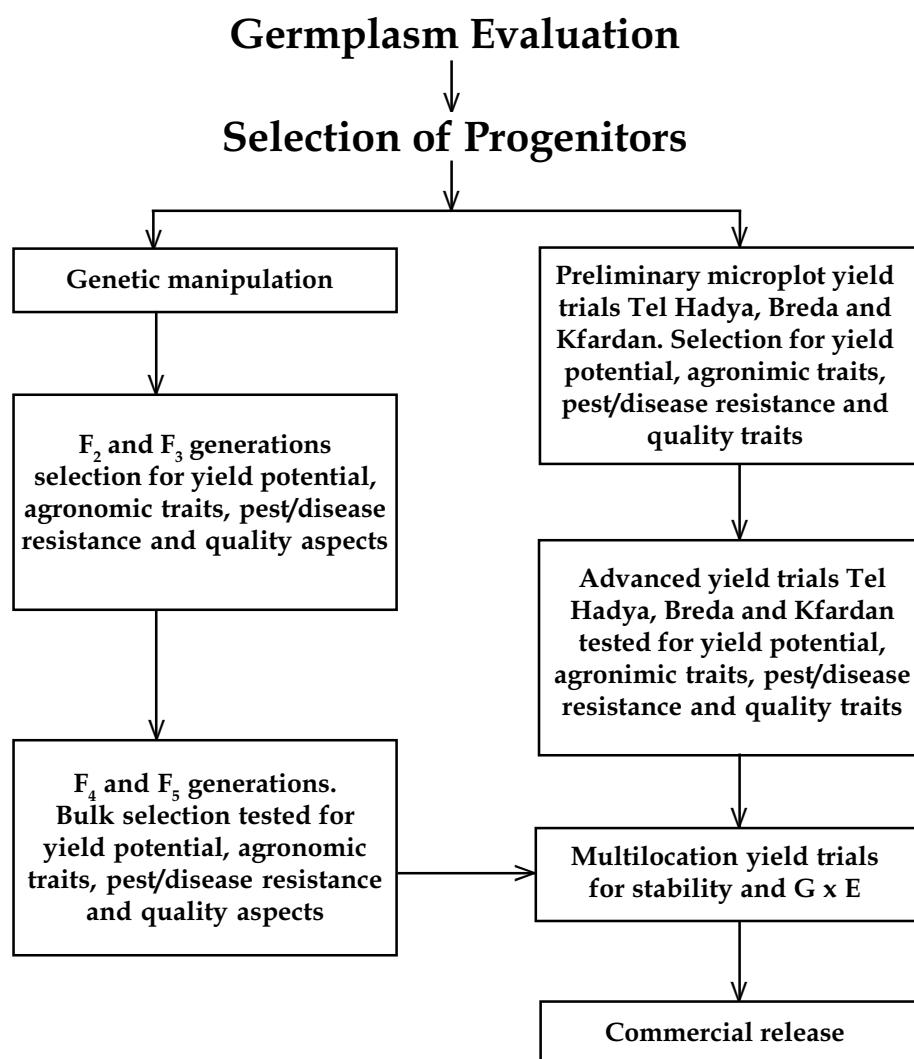 Germplasm Evaluation
Selection of Progenitors
Genetic manipulation
F₂ and F₃ generations
selection for yield potential,
agronomic traits, pest/disease
resistance and quality aspects
F₄ and F₅ generations.
Bulk selection tested for
yield potential, agronomic
traits, pest/disease resistance
and quality aspects
Preliminary microplot yield
trials Tel Hadya, Breda and
Kfardan. Selection for yield
potential, agronimic traits,
pest/disease resistance and
quality traits
Advanced yield trials Tel
Hadya, Breda and Kfardan
tested for yield potential,
agronimic traits, pest/disease
resistance and quality traits
Multilocation yield trials
for stability and G x E
Commercial release